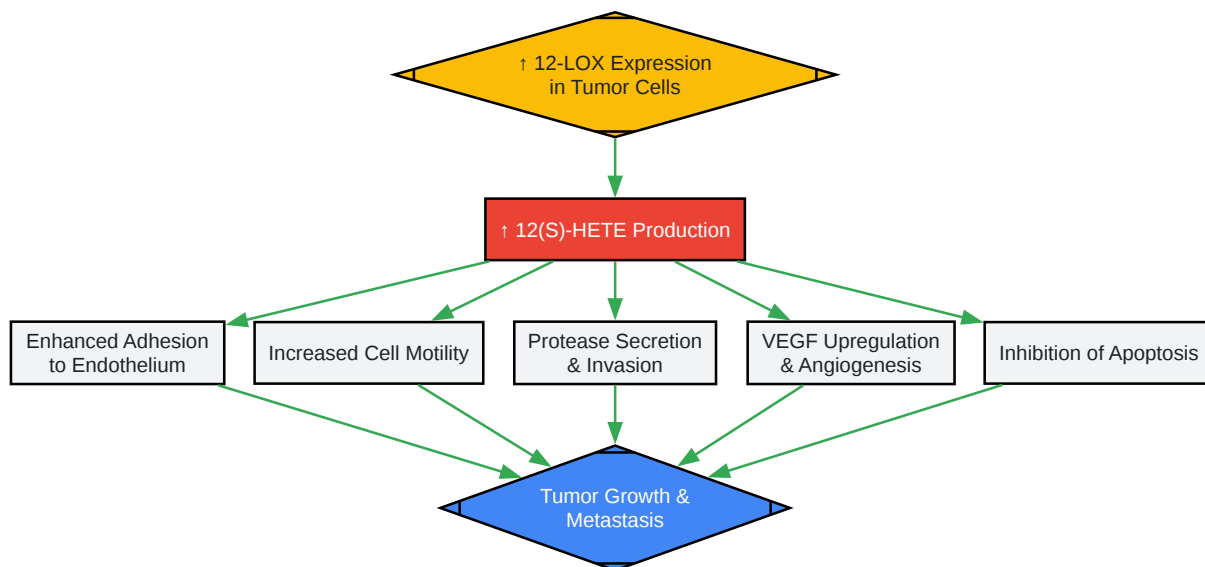 ↑ 12-LOX Expression
in Tumor Cells
↑ 12(S)-HETE Production
Enhanced Adhesion
to Endothelium
Increased Cell Motility
Protease Secretion
& Invasion
VEGF Upregulation
& Angiogenesis
Inhibition of Apoptosis
Tumor Growth &
Metastasis